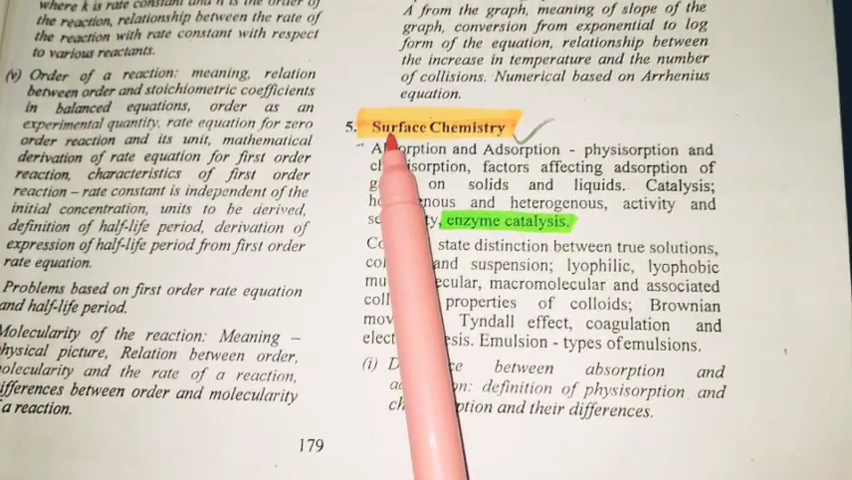 where k is rate constant and n is the order of
the reaction, relationship between the rate of
the reaction with rate constant with respect
to various reactants.
(v) Order of a reaction: meaning, relation
between order and stoichiometric coefficients
in balanced equations, order as an
experimental quantity, rate equation for zero
order reaction and its unit, mathematical
derivation of rate equation for first order
reaction, characteristics of first order
reaction – rate constant is independent of the
initial concentration, units to be derived,
definition of half-life period, derivation of
expression of half-life period from first order
rate equation.
Problems based on first order rate equation
and half-life period.
Molecularity of the reaction: Meaning –
physical picture, Relation between order,
molecularity and the rate of a reaction,
differences between order and molecularity
a reaction.
179
A from the graph, meaning of slope of the
graph, conversion from exponential to log
form of the equation, relationship between
the increase in temperature and the number
of collisions. Numerical based on Arrhenius
equation.
5. Surface Chemistry
Absorption and Adsorption - physisorption and
isorption, factors affecting adsorption of
on solids and liquids. Catalysis;
and heterogenous, activity and
enzyme catalysis.
state distinction between true solutions,
and suspension; lyophilic, lyophobic
macromolecular and associated
properties of colloids; Brownian
Tyndall effect, coagulation and
Emulsion - types of emulsions.
(i) between absorption and
definition of physisorption and
and their differences.